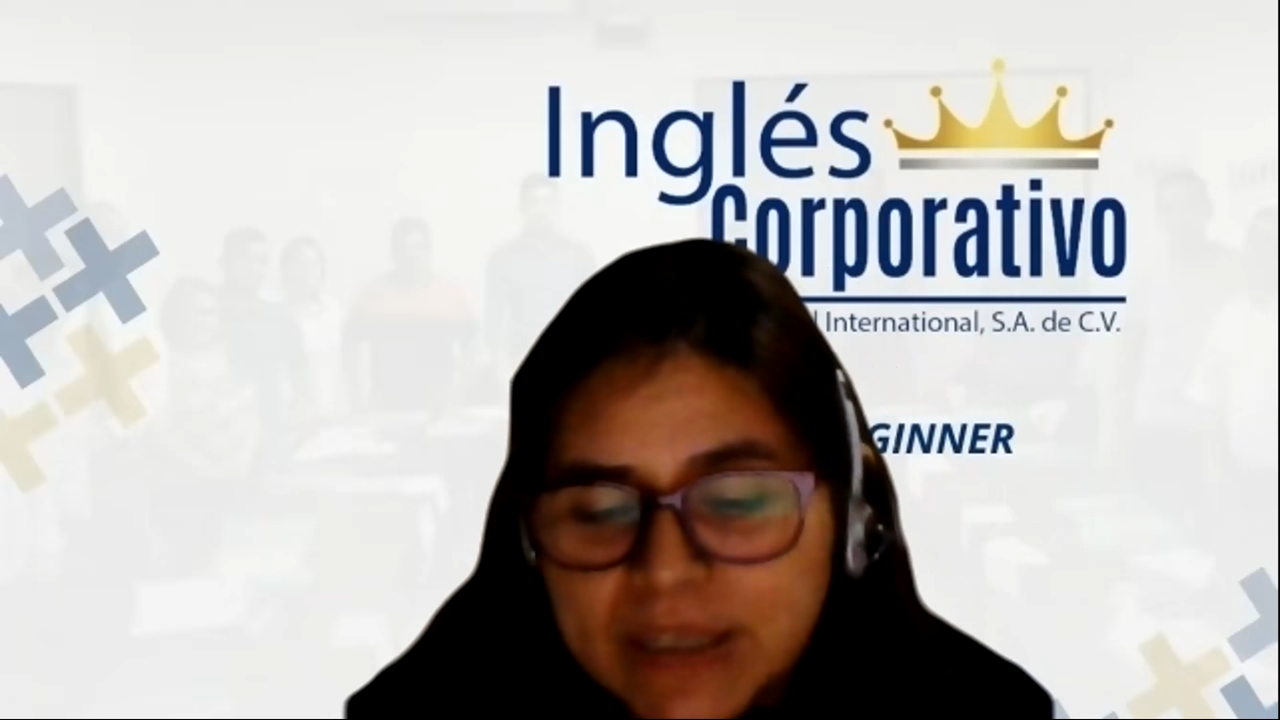 Inglés
Corporativo
International, S.A. de C.V.
GINNER